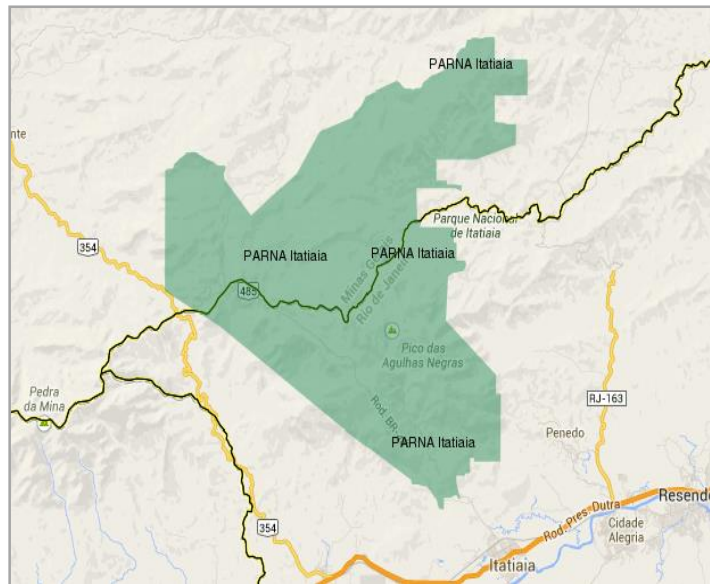 PARNA Itatiaia
nte
Parque Nacional
de Itatiaia
354
PARNA Itatiaia
PARNA Itatiaia
Minas Gerais
Rio de Janeiro
485
Pico das
Agulhas Negras
Pedra
da Mina
RJ-163
Rod. BR-
PARNA Itatiaia
Penedo
Resende
354
Rod. Pres. Dutra
Cidade
Alegria
Itatiaia